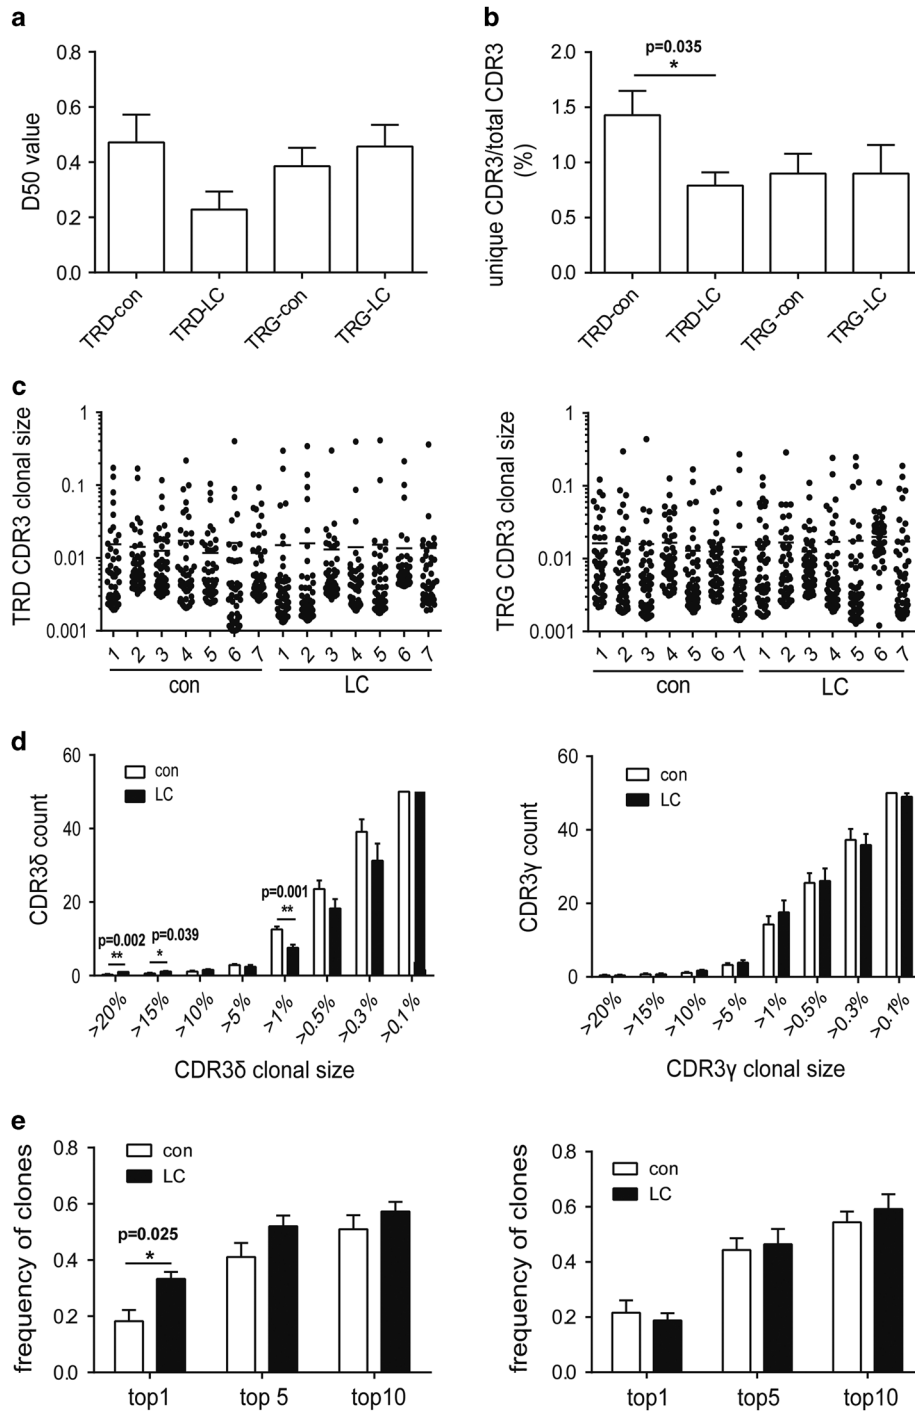 a
D50 value
0.8
0.6
0.4
0.2
0.0
TRD-con
TRD-LC
TRG-con
TRG-LC
b
unique CDR3/total CDR3
(%)
2.0
1.5
1.0
0.5
0.0
p=0.035
*
TRD-con
TRD-LC
TRG-con
TRG-LC
c
TRD CDR3 clonal size
1
0.1
0.01
0.001
1 2 3 4 5 6 7 1 2 3 4 5 6 7
con LC
TRG CDR3 clonal size
1
0.1
0.01
0.001
1 2 3 4 5 6 7 1 2 3 4 5 6 7
con LC
d
CDR3δ count
60
40
20
0
con
LC
p=0.002
**
p=0.039
*
p=0.001
**
>20% >15% >10% >5% >1% >0.5% >0.3% >0.1%
CDR3δ clonal size
CDR3γ count
60
40
20
0
con
LC
>20% >15% >10% >5% >1% >0.5% >0.3% >0.1%
CDR3γ clonal size
e
frequency of clones
0.8
0.6
0.4
0.2
0.0
con
LC
p=0.025
*
top1 top 5 top10
frequency of clones
0.8
0.6
0.4
0.2
0.0
con
LC
top1 top5 top10